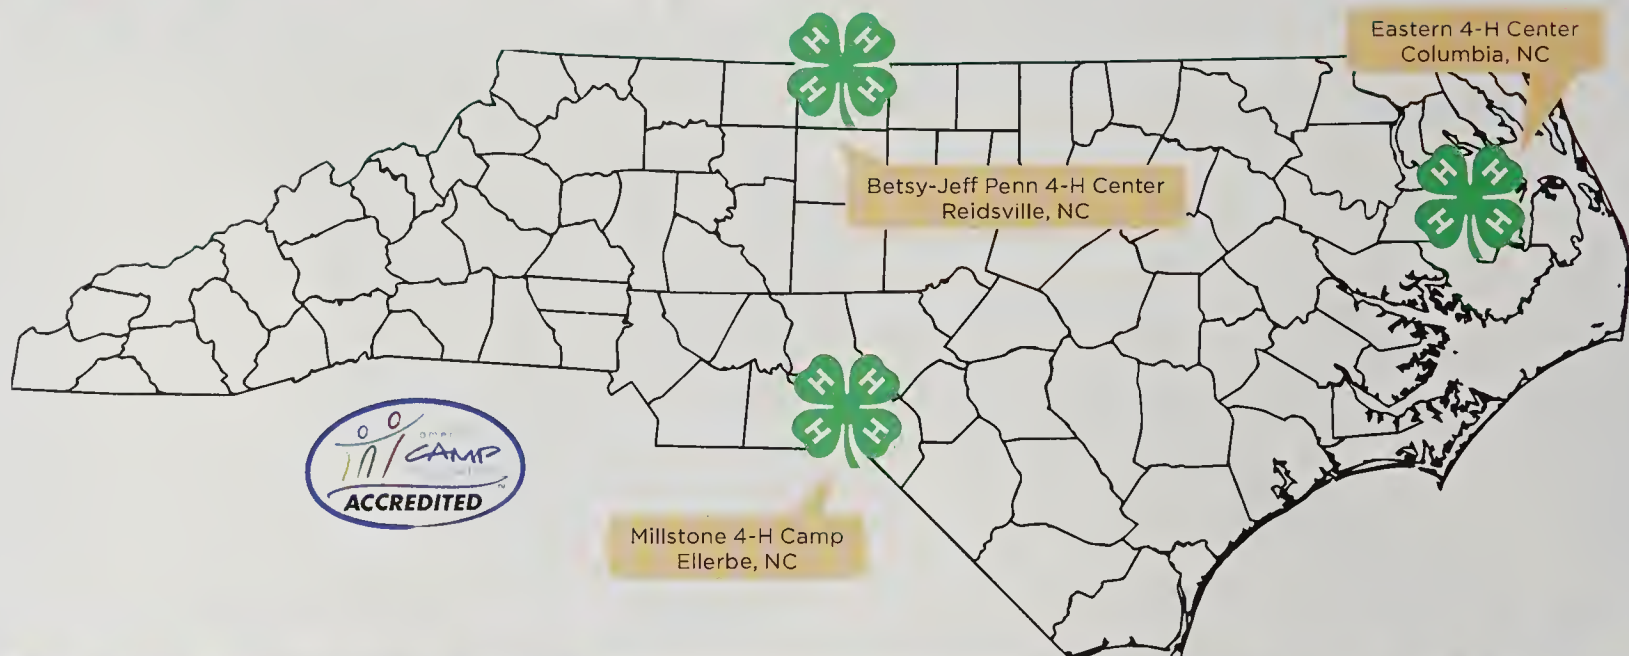 Eastern 4-H Center
Columbia, NC
H H
H H
H H
H H
Betsy-Jeff Penn 4-H Center
Reidsville, NC
H H
H H
CAMP
ACCREDITED
Millstone 4-H Camp
Ellerbe, NC